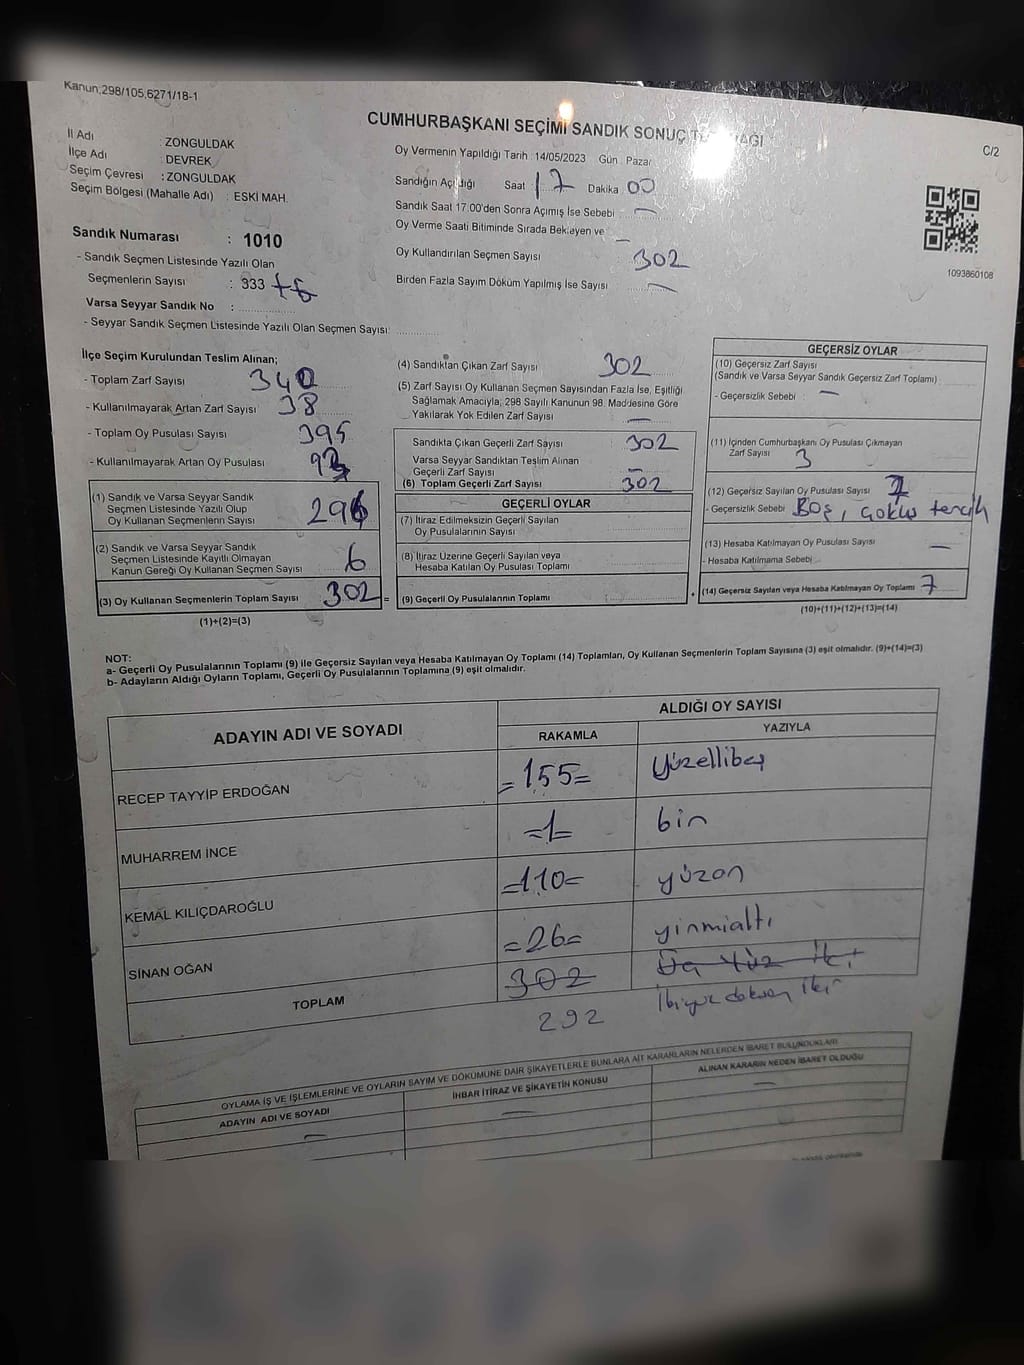 Kanun;298/105,6271/18-1
CUMHURBAŞKANI SEÇİMİ SANDIK SONUÇ
C/2
İl Adı : ZONGULDAK
İlçe Adı : DEVREK
Seçim Çevresi : ZONGULDAK
Seçim Bölgesi (Mahalle Adı) : ESKİ MAH.
Oy Vermenin Yapıldığı Tarih : 14/05/2023 Gün : Pazar
Sandığın Açıldığı Saat 17 Dakika 00
Sandık Saat 17:00'den Sonra Açımış İse Sebebi : —
Oy Verme Saati Bitiminde Sırada Bekleyen ve
Oy Kullandırılan Seçmen Sayısı : 302
Birden Fazla Sayım Döküm Yapılmış İse Sayısı : —
1093860108
Sandık Numarası : 1010
- Sandık Seçmen Listesinde Yazılı Olan
Seçmenlerin Sayısı : 333 +6
Varsa Seyyar Sandık No :
- Seyyar Sandık Seçmen Listesinde Yazılı Olan Seçmen Sayısı:
İlçe Seçim Kurulundan Teslim Alınan;
- Toplam Zarf Sayısı 340
- Kullanılmayarak Artan Zarf Sayısı 38
- Toplam Oy Pusulası Sayısı 395
- Kullanılmayarak Artan Oy Pusulası
(1) Sandık ve Varsa Seyyar Sandık
Seçmen Listesinde Yazılı Olup
Oy Kullanan Seçmenlerin Sayısı 296
(2) Sandık ve Varsa Seyyar Sandık
Seçmen Listesinde Kayıtlı Olmayan
Kanun Gereği Oy Kullanan Seçmen Sayısı 6
(3) Oy Kullanan Seçmenlerin Toplam Sayısı 302 =
(1)+(2)=(3)
(4) Sandıktan Çıkan Zarf Sayısı 302
(5) Zarf Sayısı Oy Kullanan Seçmen Sayısından Fazla İse, Eşitliği
Sağlamak Amacıyla; 298 Sayılı Kanunun 98. Maddesine Göre
Yakılarak Yok Edilen Zarf Sayısı —
Sandıkta Çıkan Geçerli Zarf Sayısı : 302
Varsa Seyyar Sandıktan Teslim Alınan
Geçerli Zarf Sayısı : —
(6) Toplam Geçerli Zarf Sayısı : 302
GEÇERLİ OYLAR
(7) İtiraz Edilmeksizin Geçerli Sayılan
Oy Pusulalarının Sayısı
(8) İtiraz Üzerine Geçerli Sayılan veya
Hesaba Katılan Oy Pusulası Toplamı
(9) Geçerli Oy Pusulalarının Toplamı : +
GEÇERSİZ OYLAR
(10) Geçersiz Zarf Sayısı
(Sandık ve Varsa Seyyar Sandık Geçersiz Zarf Toplamı) :
- Geçersizlik Sebebi : —
(11) İçinden Cumhurbaşkanı Oy Pusulası Çıkmayan
Zarf Sayısı 3
(12) Geçersiz Sayılan Oy Pusulası Sayısı : 7
- Geçersizlik Sebebi : Boş, çoklu tercih
(13) Hesaba Katılmayan Oy Pusulası Sayısı : —
- Hesaba Katılmama Sebebi :
(14) Geçersiz Sayılan veya Hesaba Katılmayan Oy Toplamı : 7
(10)+(11)+(12)+(13)=(14)
NOT:
a- Geçerli Oy Pusulalarının Toplamı (9) ile Geçersiz Sayılan veya Hesaba Katılmayan Oy Toplamı (14) Toplamları, Oy Kullanan Seçmenlerin Toplam Sayısına (3) eşit olmalıdır. (9)+(14)=(3)
b- Adayların Aldığı Oyların Toplamı, Geçerli Oy Pusulalarının Toplamına (9) eşit olmalıdır.
ADAYIN ADI VE SOYADI ALDIĞI OY SAYISI
RAKAMLA YAZIYLA
RECEP TAYYİP ERDOĞAN =155= Yüzellibeş
MUHARREM İNCE =1= bir
KEMAL KILIÇDAROĞLU =110= yüzon
SİNAN OĞAN =26= yirmialtı
TOPLAM 302 Üç Yüz İki
292 İkiyüz doksan iki
OYLAMA İŞ VE İŞLEMLERİNE VE OYLARIN SAYIM VE DÖKÜMÜNE DAİR ŞİKAYETLERLE BUNLARA AİT KARARLARIN NELERDEN İBARET BULUNDUKLARI
ADAYIN ADI VE SOYADI İHBAR İTİRAZ VE ŞİKAYETİN KONUSU ALINAN KARARIN NEDEN İBARET OLDUĞU
— — —